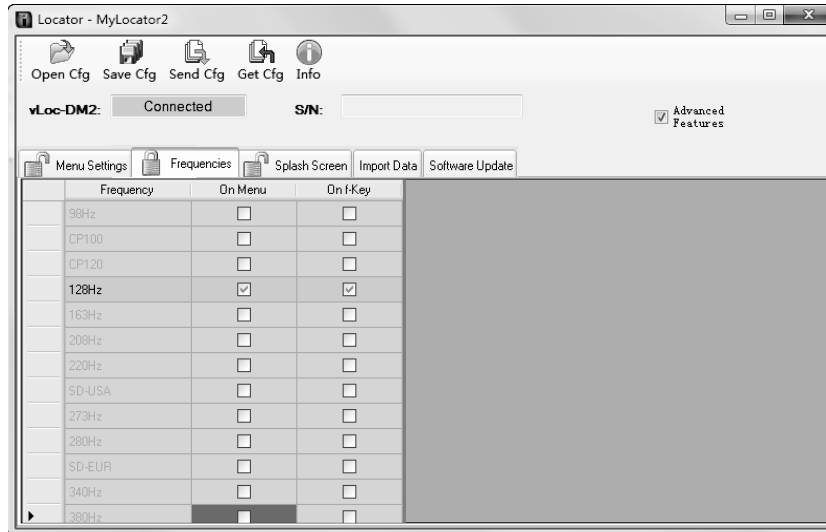 Locator - MyLocator2
Open Cfg Save Cfg Send Cfg Get Cfg Info
vLoc-DM2: Connected S/N: Advanced
Features
Menu Settings Frequencies Splash Screen Import Data Software Update
Frequency On Menu On f-Key
98Hz
CP100
CP120
128Hz
163Hz
208Hz
220Hz
SD-USA
273Hz
280Hz
SD-EUR
340Hz
380Hz